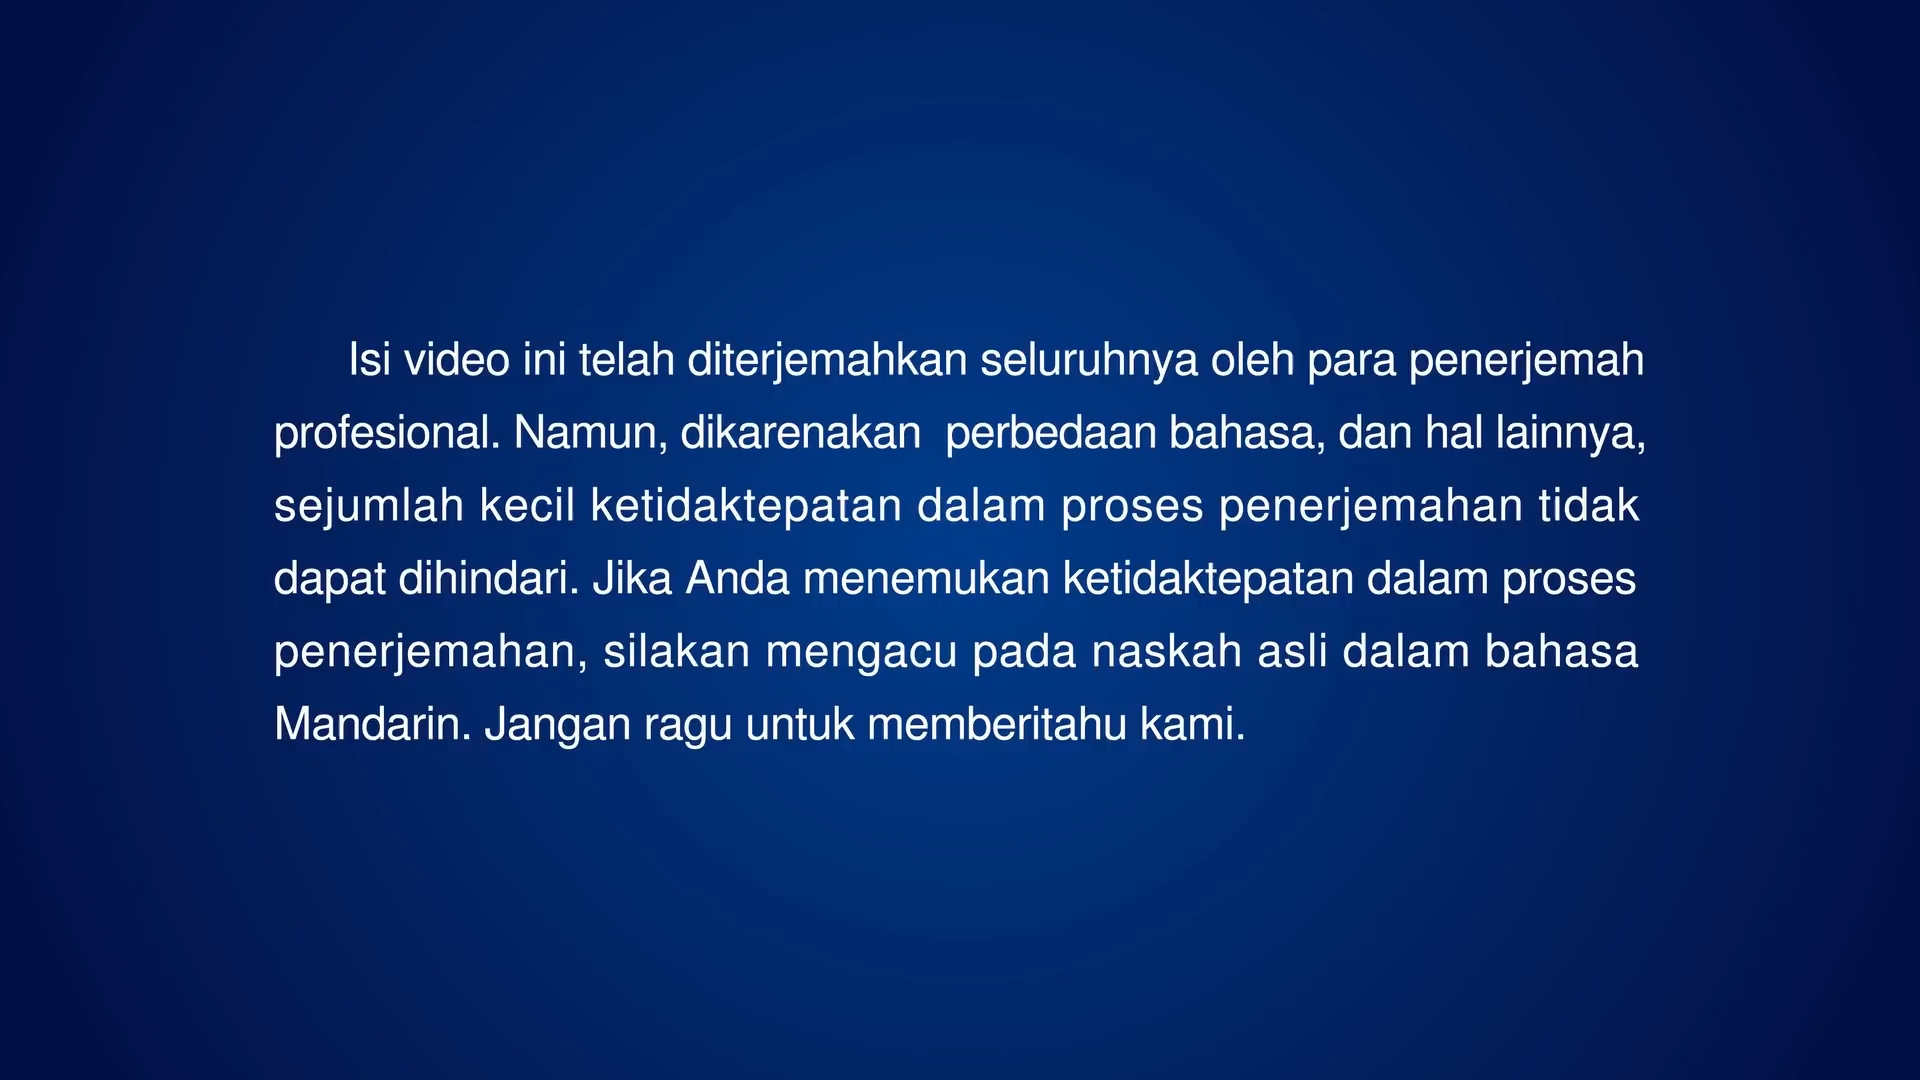 Isi video ini telah diterjemahkan seluruhnya oleh para penerjemah
profesional. Namun, dikarenakan  perbedaan bahasa, dan hal lainnya,
sejumlah kecil ketidaktepatan dalam proses penerjemahan tidak
dapat dihindari. Jika Anda menemukan ketidaktepatan dalam proses
penerjemahan, silakan mengacu pada naskah asli dalam bahasa
Mandarin. Jangan ragu untuk memberitahu kami.